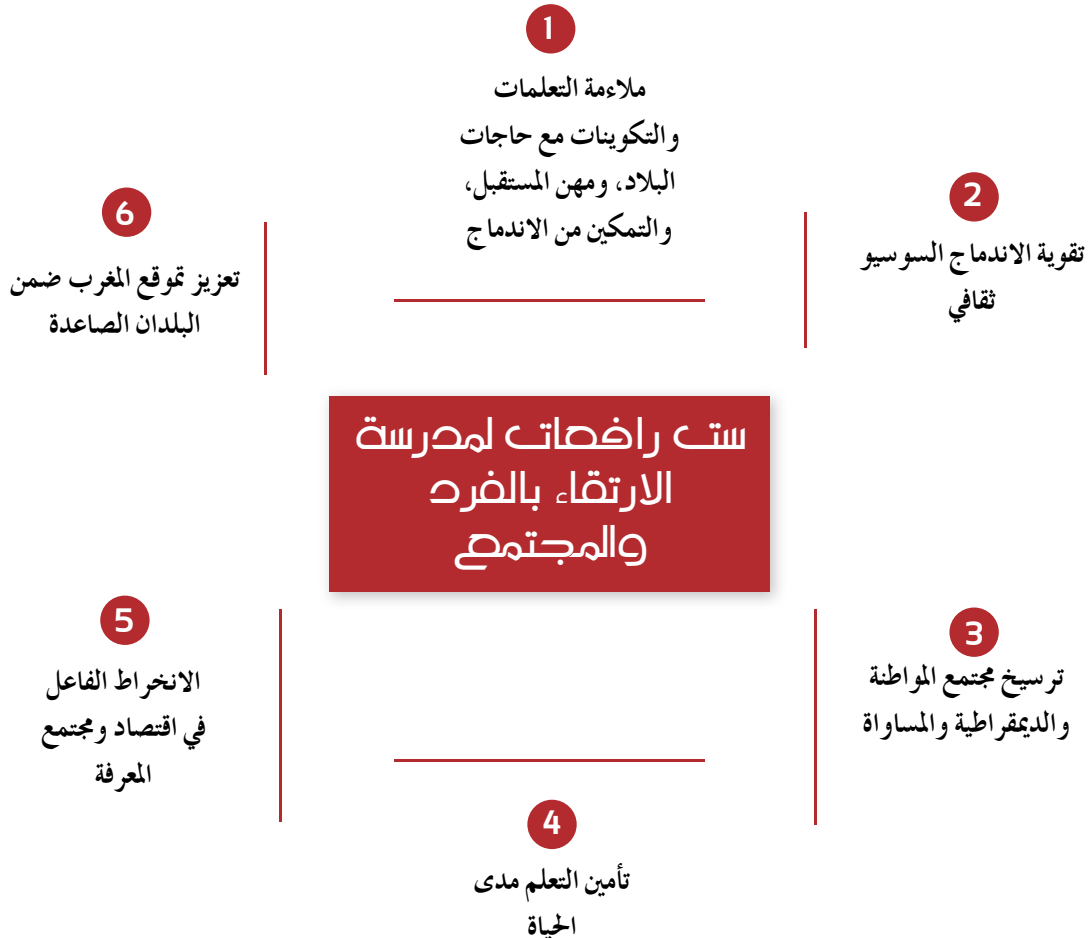 1
ملاءمة التعلمات
والتكوينات مع حاجات
البلاد، ومهن المستقبل،
والتمكين من الاندماج
2
تقوية الاندماج السوسيو
ثقافي
6
تعزيز تموقع المغرب ضمن
البلدان الصاعدة
ست رافعات لمدرسة
الارتقاء بالفرد
والمجتمع
3
ترسيخ مجتمع المواطنة
والديمقراطية والمساواة
5
الانخراط الفاعل
في اقتصاد ومجتمع
المعرفة
4
تأمين التعلم مدى
الحياة